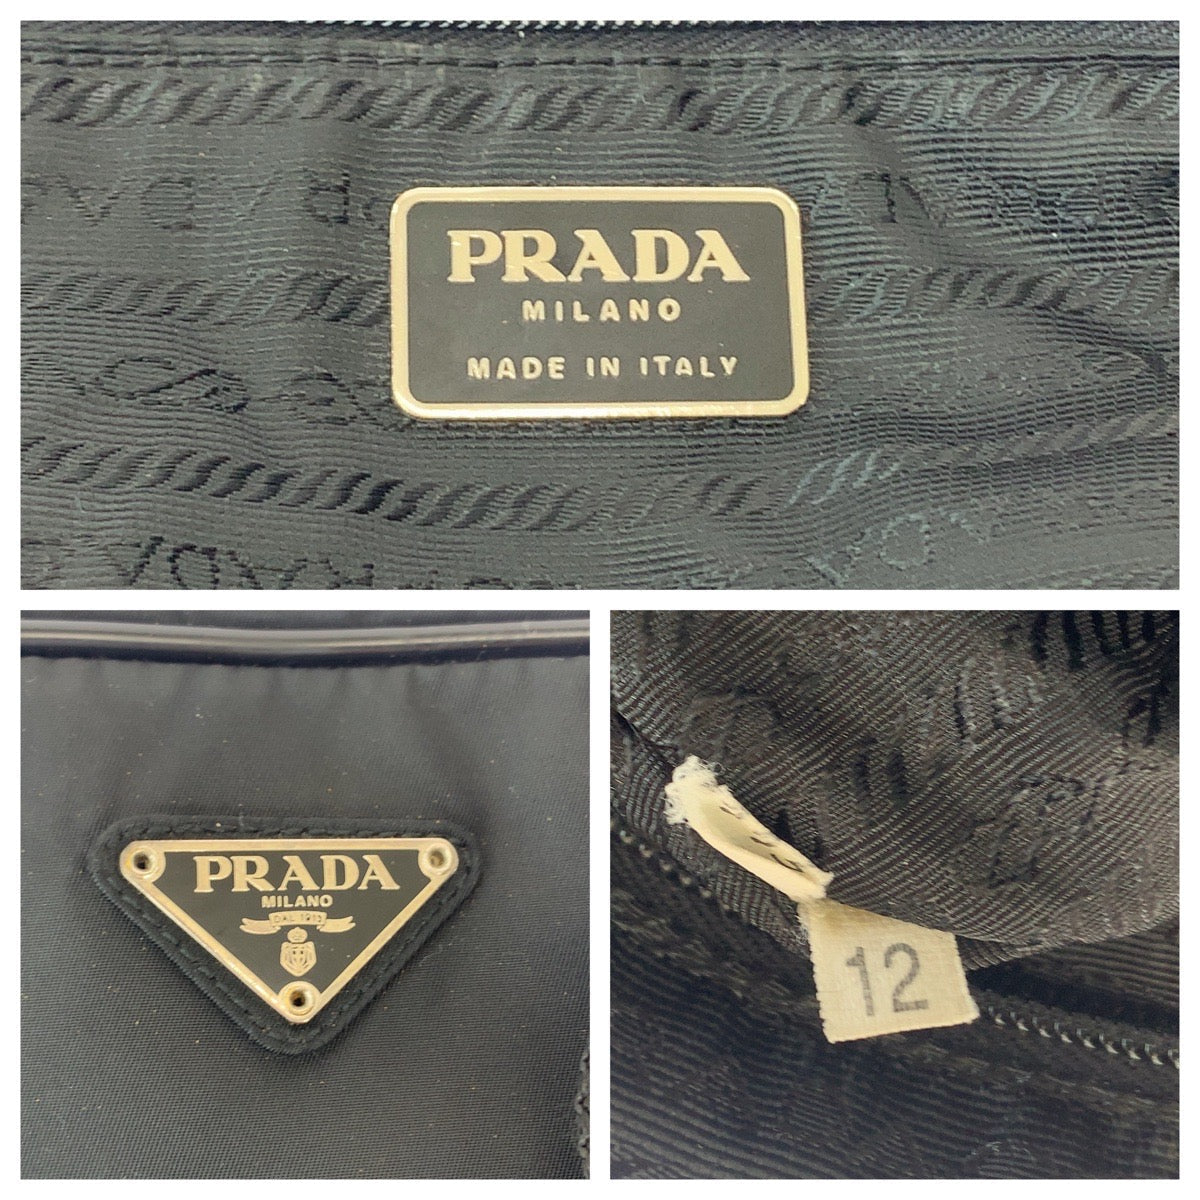 PRADA
MILANO
MADE IN ITALY
PRADA
MILANO
DAL 1913
12